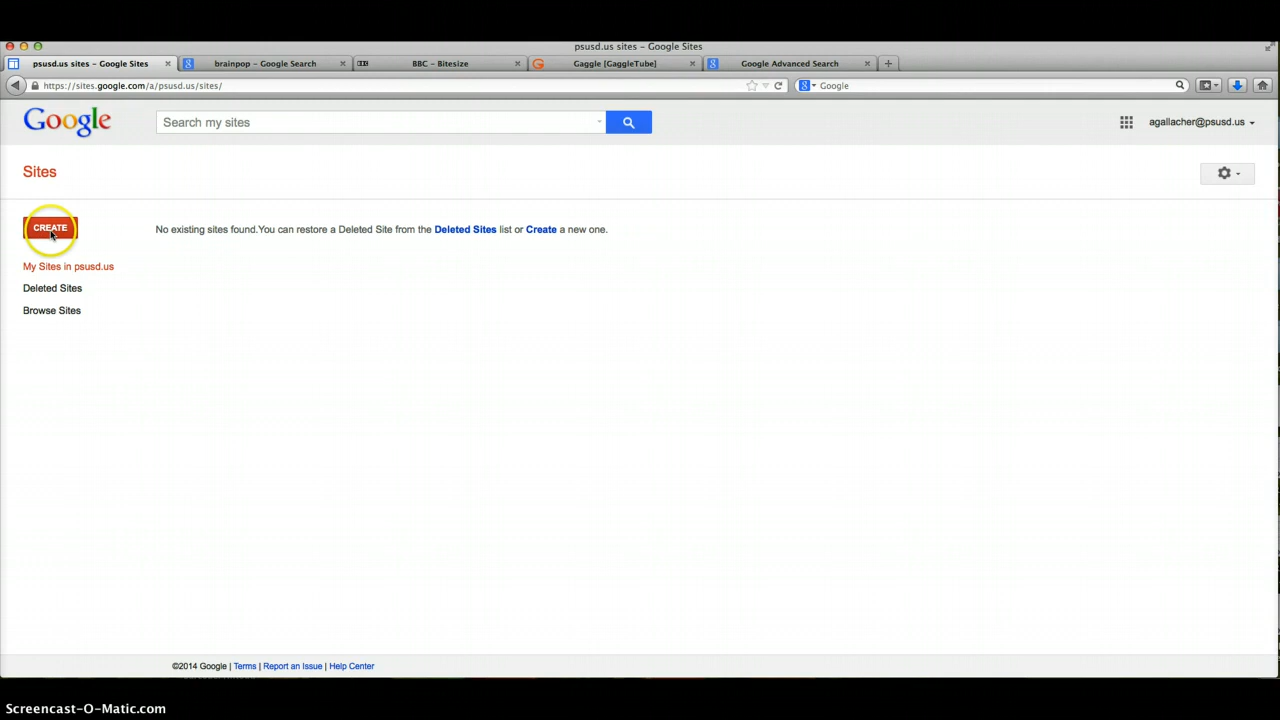 psusd.us sites – Google Sites
psusd.us sites – Google Sites
brainpop – Google Search
BBC – Bitesize
Gaggle [GaggleTube]
Google Advanced Search
https://sites.google.com/a/psusd.us/sites/
Google
Google
Search my sites
agallacher@psusd.us
Sites
CREATE
No existing sites found.You can restore a Deleted Site from the Deleted Sites list or Create a new one.
My Sites in psusd.us
Deleted Sites
Browse Sites
©2014 Google | Terms | Report an Issue | Help Center
Screencast-O-Matic.com